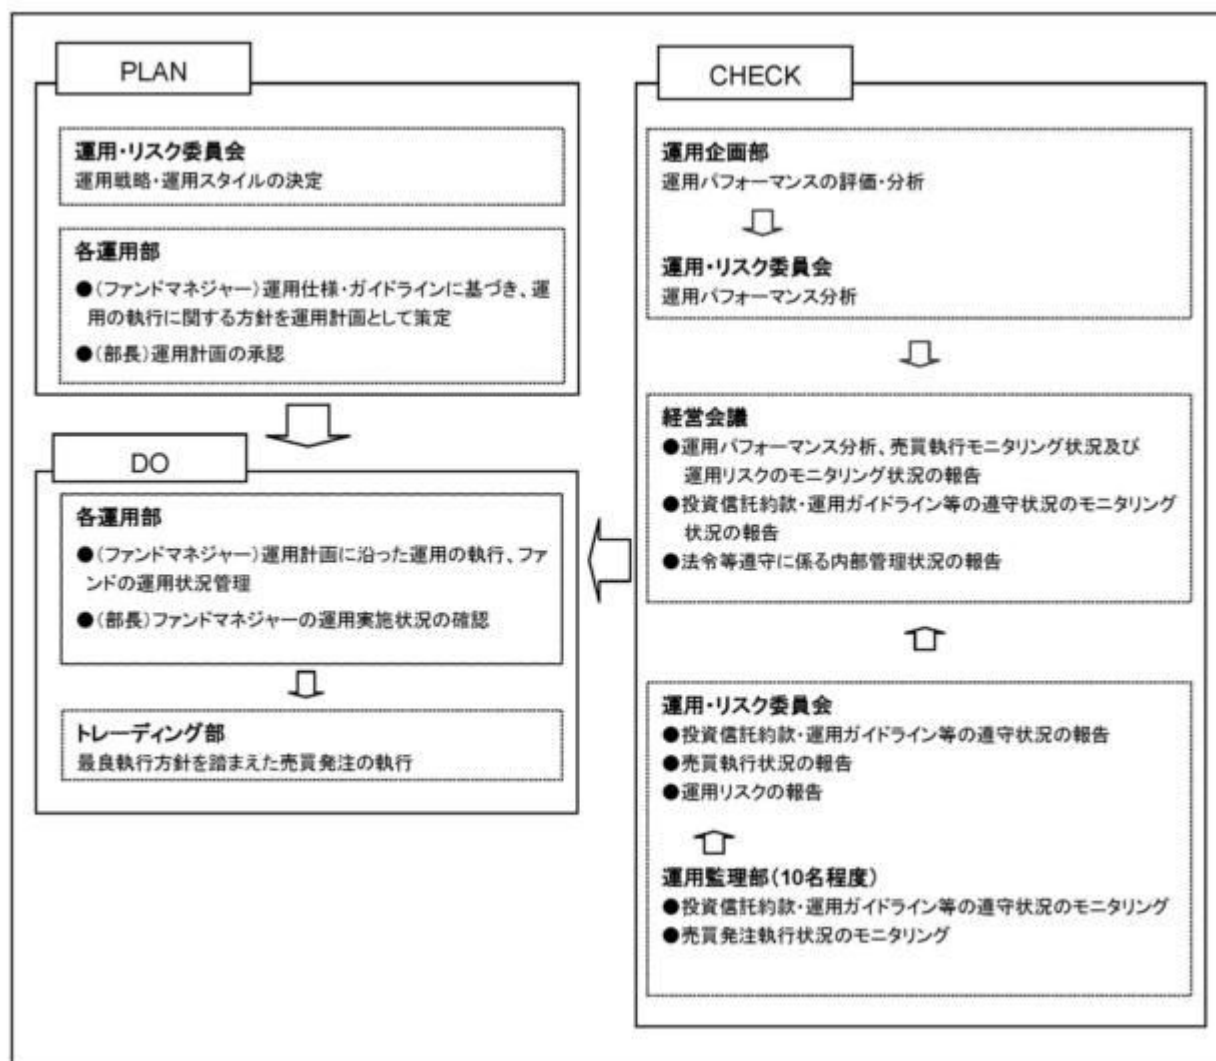 PLAN
運用・リスク委員会
運用戦略・運用スタイルの決定
各運用部
●（ファンドマネジャー）運用仕様・ガイドラインに基づき、運
用の執行に関する方針を運用計画として策定
●（部長）運用計画の承認
DO
各運用部
●（ファンドマネジャー）運用計画に沿った運用の執行、ファ
ンドの運用状況管理
●（部長）ファンドマネジャーの運用実施状況の確認
トレーディング部
最良執行方針を踏まえた売買発注の執行
CHECK
運用企画部
運用パフォーマンスの評価・分析
運用・リスク委員会
運用パフォーマンス分析
経営会議
●運用パフォーマンス分析、売買執行モニタリング状況及び
運用リスクのモニタリング状況の報告
●投資信託約款・運用ガイドライン等の遵守状況のモニタリング
状況の報告
●法令等遵守に係る内部管理状況の報告
運用・リスク委員会
●投資信託約款・運用ガイドライン等の遵守状況の報告
●売買執行状況の報告
●運用リスクの報告
運用監理部（10名程度）
●投資信託約款・運用ガイドライン等の遵守状況のモニタリング
●売買発注執行状況のモニタリング